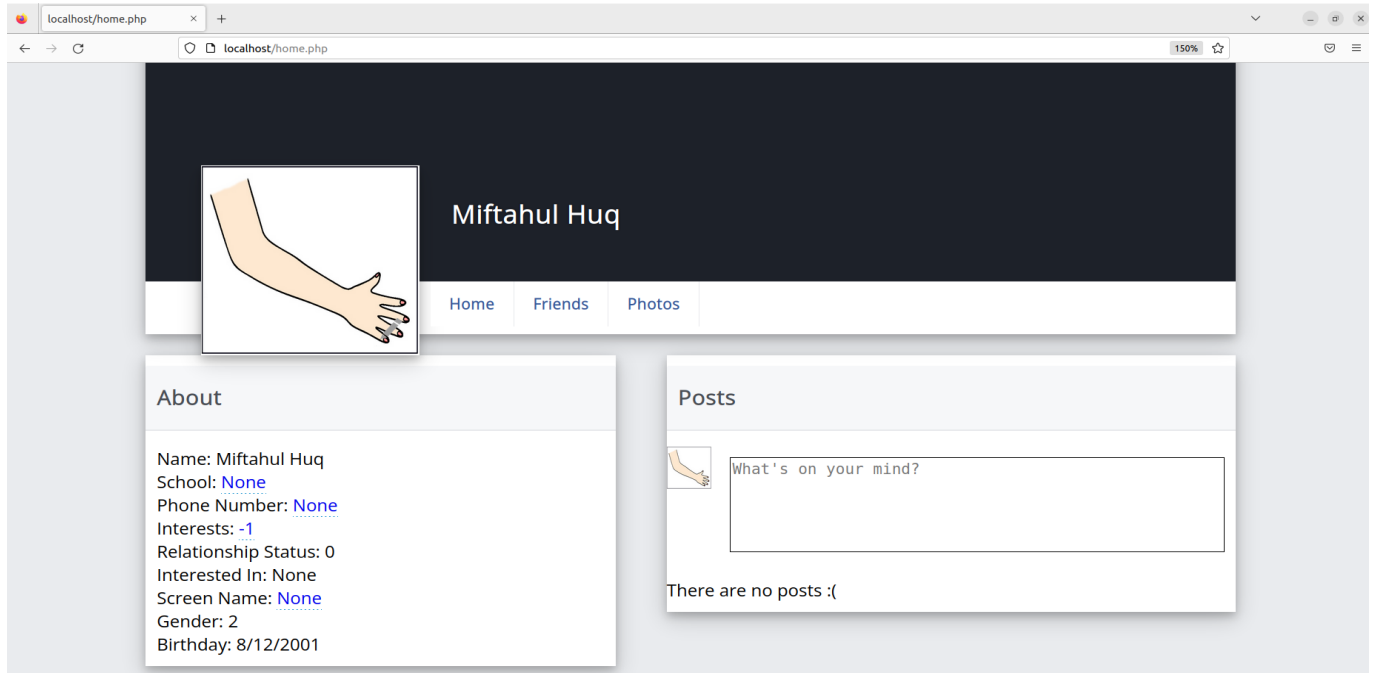 localhost/home.php
localhost/home.php
150%
Miftahul Huq
Home Friends Photos
About
Name: Miftahul Huq
School: None
Phone Number: None
Interests: -1
Relationship Status: 0
Interested In: None
Screen Name: None
Gender: 2
Birthday: 8/12/2001
Posts
What's on your mind?
There are no posts :(